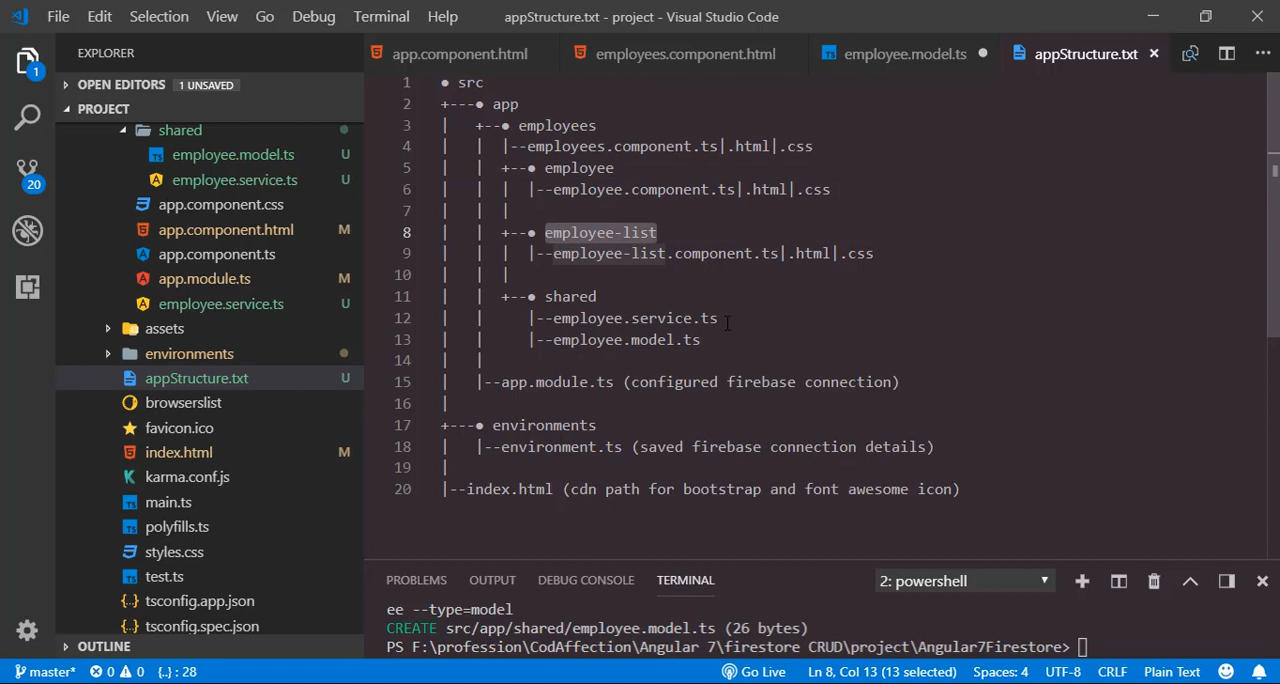 File Edit Selection View Go Debug Terminal Help appStructure.txt - project - Visual Studio Code
EXPLORER
OPEN EDITORS 1 UNSAVED
PROJECT
shared
employee.model.ts U
employee.service.ts U
app.component.css
app.component.html M
app.component.ts
app.module.ts M
employee.service.ts U
assets
environments
appStructure.txt U
browserslist
favicon.ico
index.html M
karma.conf.js
main.ts
polyfills.ts
styles.css
test.ts
tsconfig.app.json
tsconfig.spec.json
OUTLINE
1
20
app.component.html employees.component.html employee.model.ts ● appStructure.txt ×
1 ● src
2 +---● app
3 | +--● employees
4 | | |--employees.component.ts|.html|.css
5 | | +--● employee
6 | | | |--employee.component.ts|.html|.css
7 | | |
8 | | +--● employee-list
9 | | | |--employee-list.component.ts|.html|.css
10 | | |
11 | | +--● shared
12 | | |--employee.service.ts
13 | | |--employee.model.ts
14 | |
15 | |--app.module.ts (configured firebase connection)
16 |
17 +---● environments
18 | |--environment.ts (saved firebase connection details)
19 |
20 |--index.html (cdn path for bootstrap and font awesome icon)
PROBLEMS OUTPUT DEBUG CONSOLE TERMINAL 2: powershell
ee --type=model
CREATE src/app/shared/employee.model.ts (26 bytes)
PS F:\profession\CodAffection\Angular 7\firestore CRUD\project\Angular7Firestore>
master* 0 0 {..} : 28 Go Live Ln 8, Col 13 (13 selected) Spaces: 4 UTF-8 CRLF Plain Text